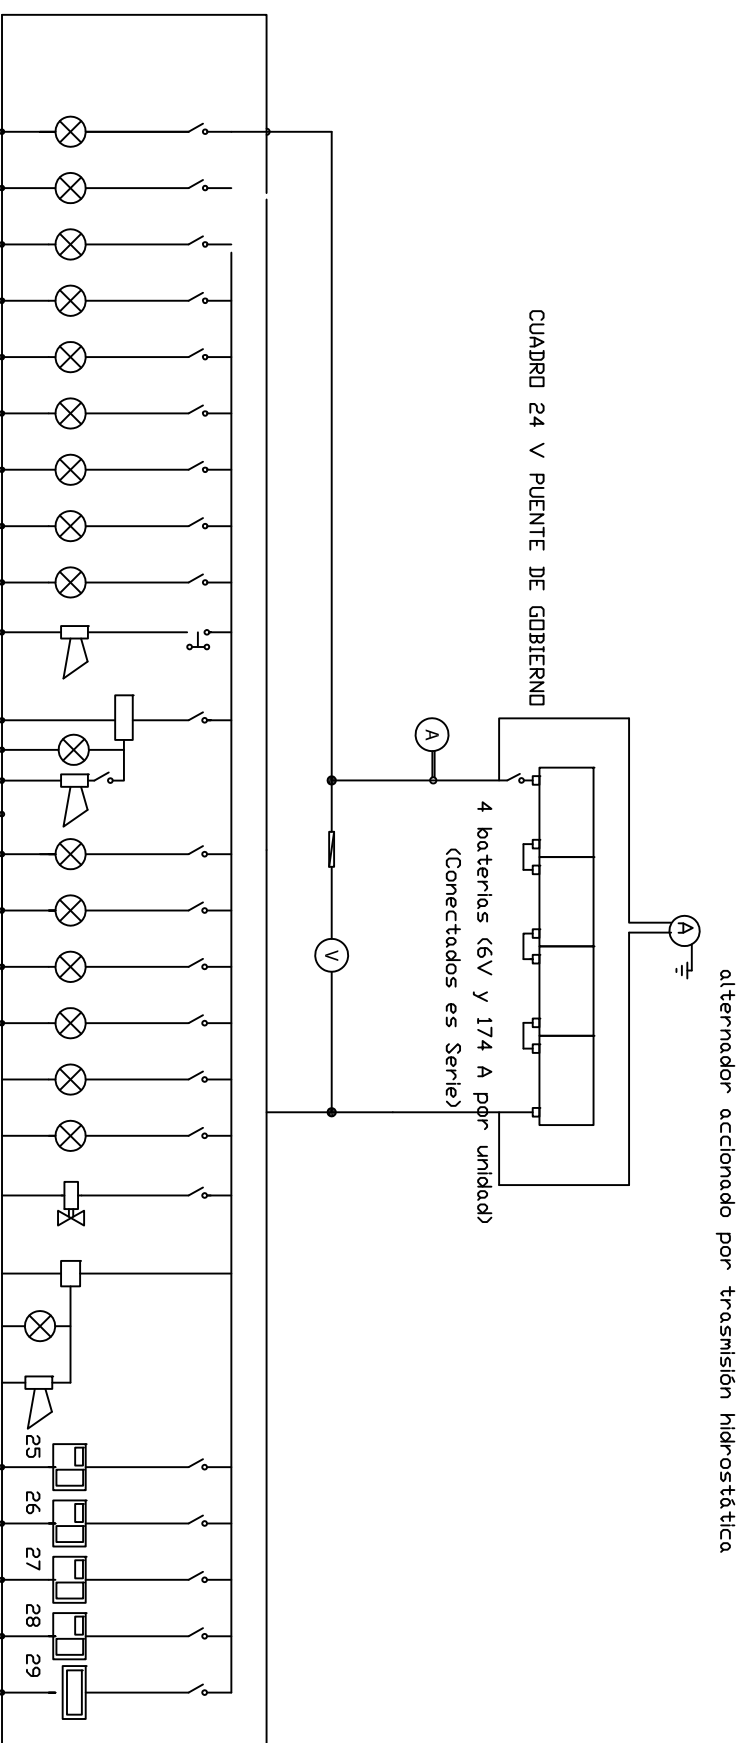 alternador accionado por trasmisión hidrostática
A
CUADRO 24 V PUENTE DE GOBIERNO
4 baterias (6V y 174 A por unidad)
(Conectados es Serie)
A
V
25
26
27
28
29